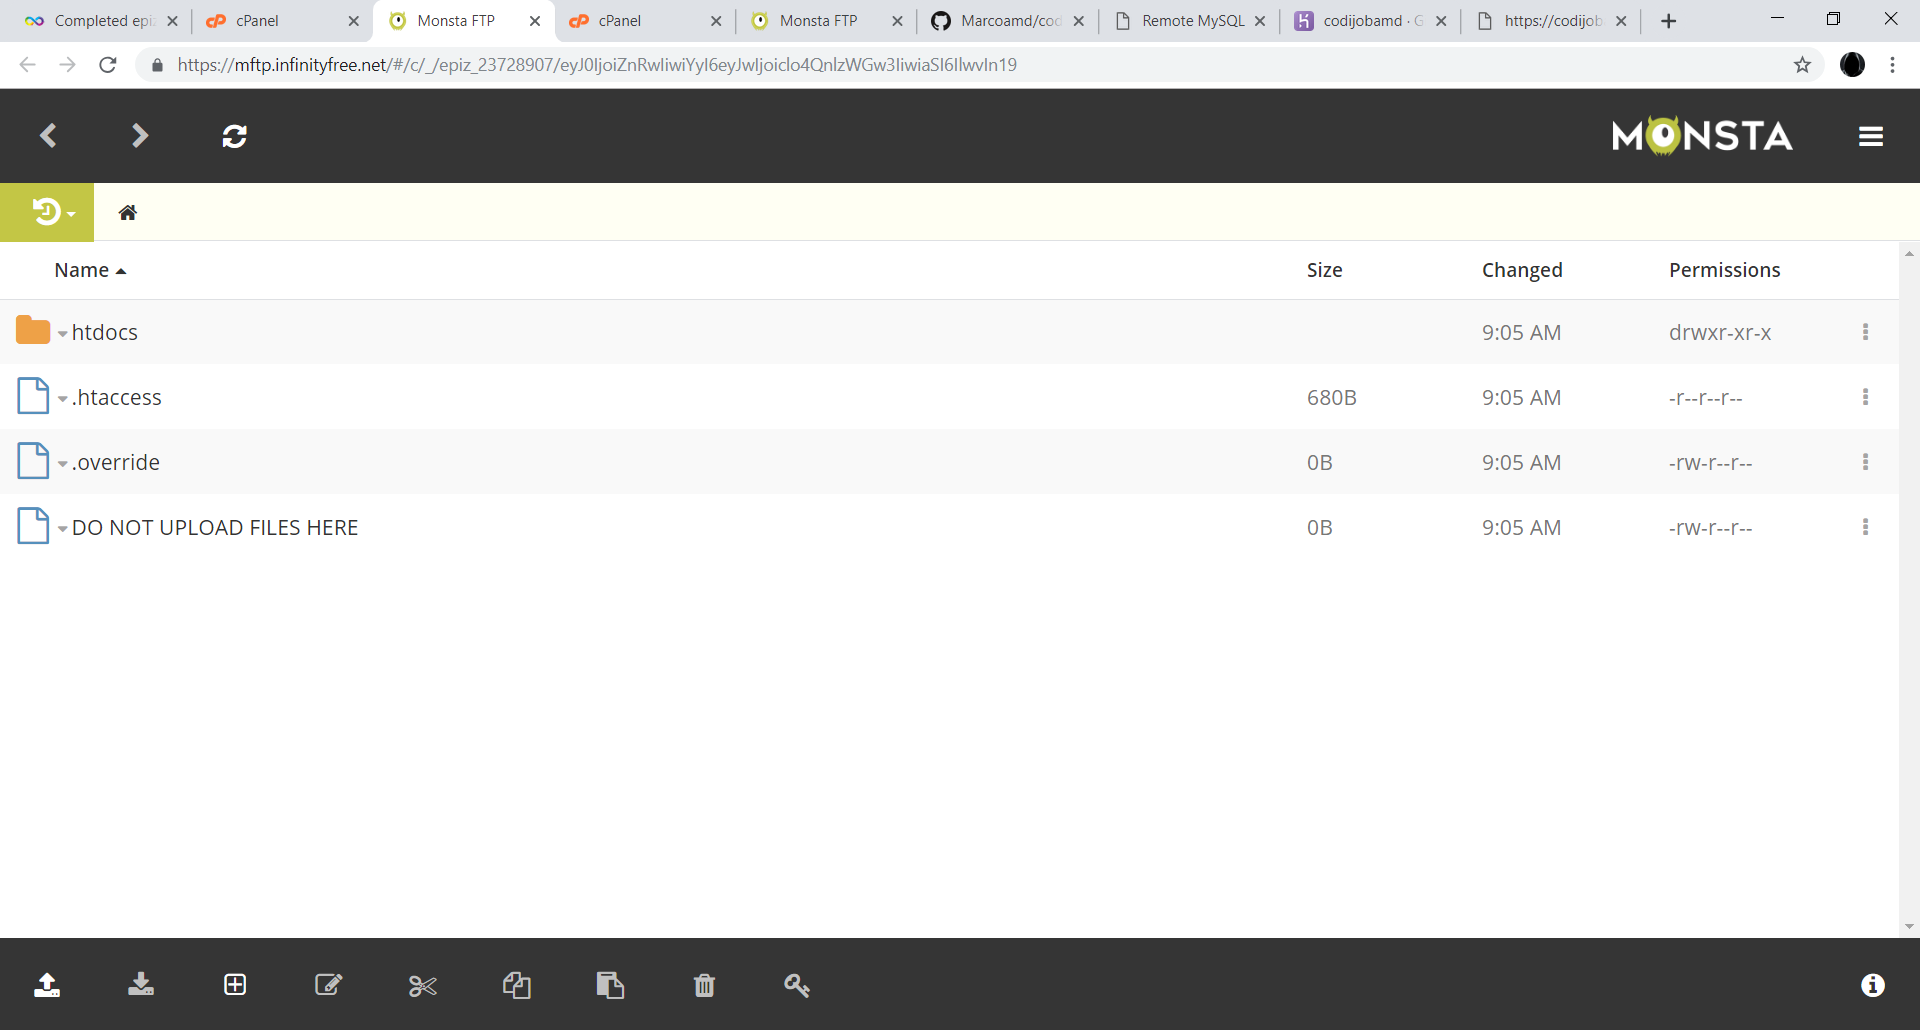 Completed epi
cPanel
Monsta FTP
cPanel
Monsta FTP
Marcoamd/cod
Remote MySQL
codijobamd · G
https://codijob
https://mftp.infinityfree.net/#/c/_/epiz_23728907/eyJ0IjoiZnRwIiwiYyI6eyJwIjoiclo4QnlzWGw3IiwiaSI6IlwvIn19
MONSTA
Name Size Changed Permissions
htdocs 9:05 AM drwxr-xr-x
.htaccess 680B 9:05 AM -r--r--r--
.override 0B 9:05 AM -rw-r--r--
DO NOT UPLOAD FILES HERE 0B 9:05 AM -rw-r--r--